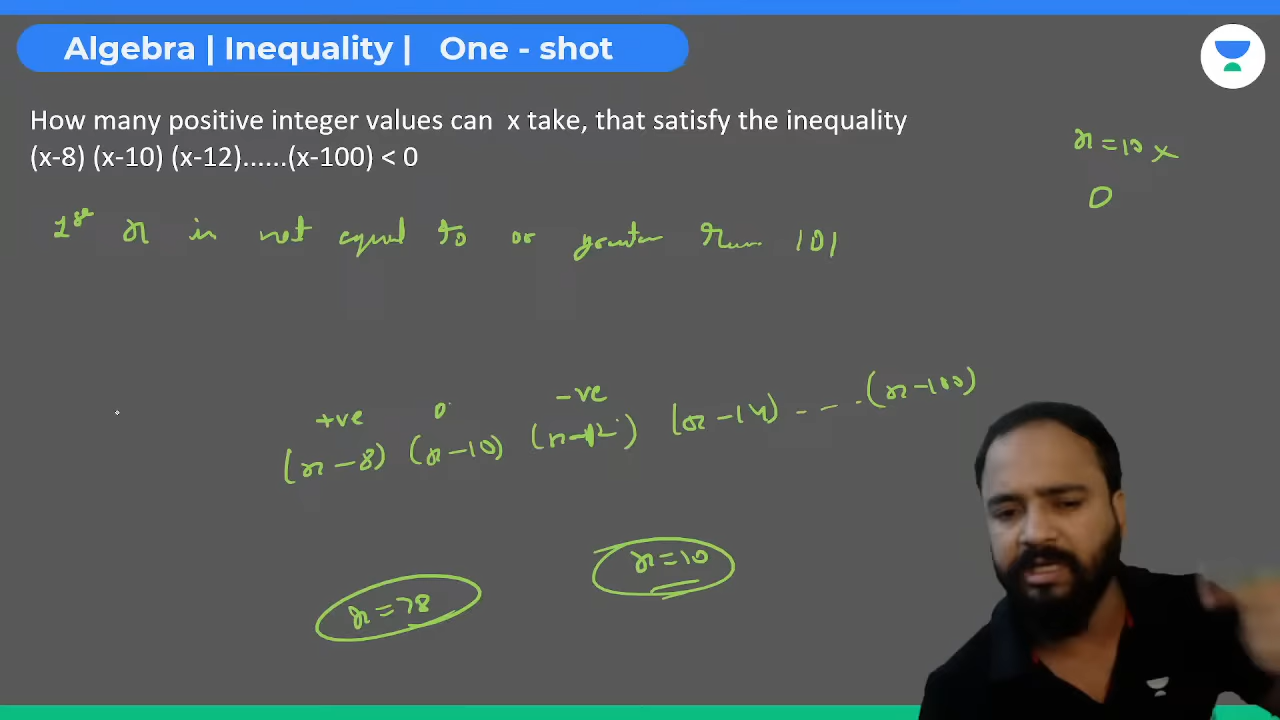 Algebra | Inequality | One - shot
How many positive integer values can x take, that satisfy the inequality
(x-8) (x-10) (x-12)......(x-100) < 0
x = 10 x
0
1st x is not equal to or greater than 101
+ve 0 -ve
(x-8) (x-10) (x-12) (x-14) - - . (x-100)
x=10
x=78